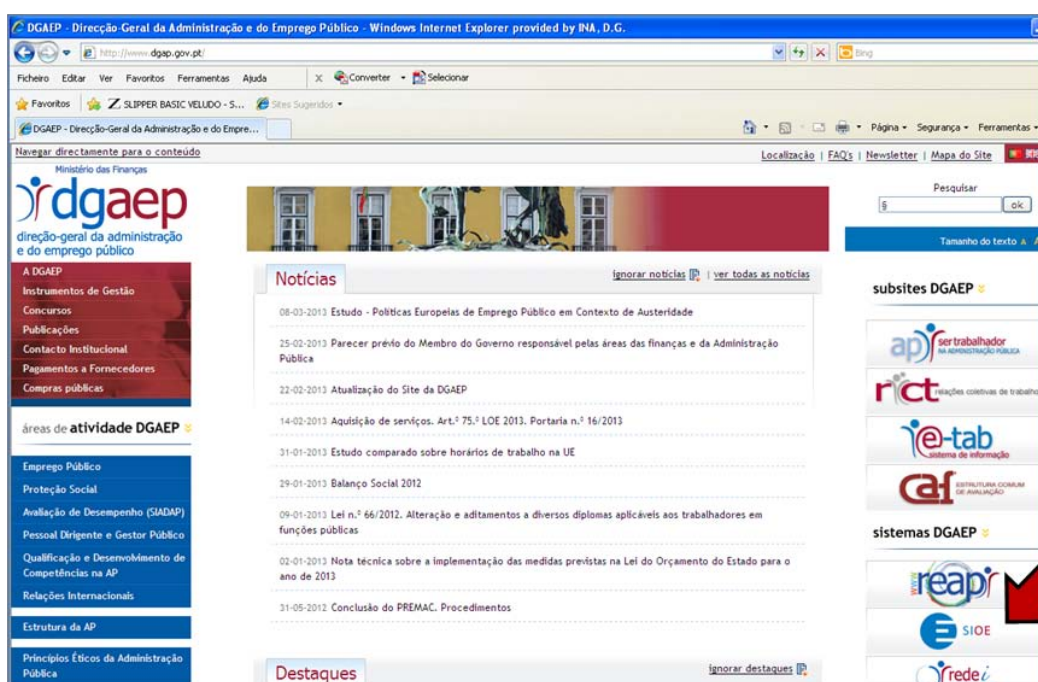 DGAEP - Direcção-Geral da Administração e do Emprego Público - Windows Internet Explorer provided by INA, D.G.
http://www.dgap.gov.pt/
Bing
Ficheiro Editar Ver Favoritos Ferramentas Ajuda
x Converter Selecionar
Favoritos
SLIPPER BASIC VELUDO - S...
Sites Sugeridos
DGAEP - Direcção-Geral da Administração e do Empre...
Página Segurança Ferramentas
Navegar directamente para o conteúdo
Localização | FAQ's | Newsletter | Mapa do Site
Ministério das Finanças
dgaep
direção-geral da administração
e do emprego público
Pesquisar
§ ok
Tamanho do texto A
A DGAEP
Instrumentos de Gestão
Concursos
Publicações
Contacto Institucional
Pagamentos a Fornecedores
Compras públicas
áreas de atividade DGAEP
Emprego Público
Proteção Social
Avaliação de Desempenho (SIADAP)
Pessoal Dirigente e Gestor Público
Qualificação e Desenvolvimento de
Competências na AP
Relações Internacionais
Estrutura da AP
Princípios Éticos da Administração
Pública
Notícias
ignorar notícias | ver todas as notícias
08-03-2013 Estudo - Políticas Europeias de Emprego Público em Contexto de Austeridade
25-02-2013 Parecer prévio do Membro do Governo responsável pelas áreas das finanças e da Administração
Pública
22-02-2013 Atualização do Site da DGAEP
14-02-2013 Aquisição de serviços. Art.º 75.º LOE 2013. Portaria n.º 16/2013
31-01-2013 Estudo comparado sobre horários de trabalho na UE
29-01-2013 Balanço Social 2012
09-01-2013 Lei n.º 66/2012. Alteração e aditamentos a diversos diplomas aplicáveis aos trabalhadores em
funções públicas
02-01-2013 Nota técnica sobre a implementação das medidas previstas na Lei do Orçamento do Estado para o
ano de 2013
31-05-2012 Conclusão do PREMAC. Procedimentos
Destaques
ignorar destaques
subsites DGAEP
ap ser trabalhador
NA ADMINISTRAÇÃO PÚBLICA
rct relações coletivas de trabalho
e-tab
sistema de informação
caf ESTRUTURA COMUM
DE AVALIAÇÃO
sistemas DGAEP
www reap
SIOE
rede i